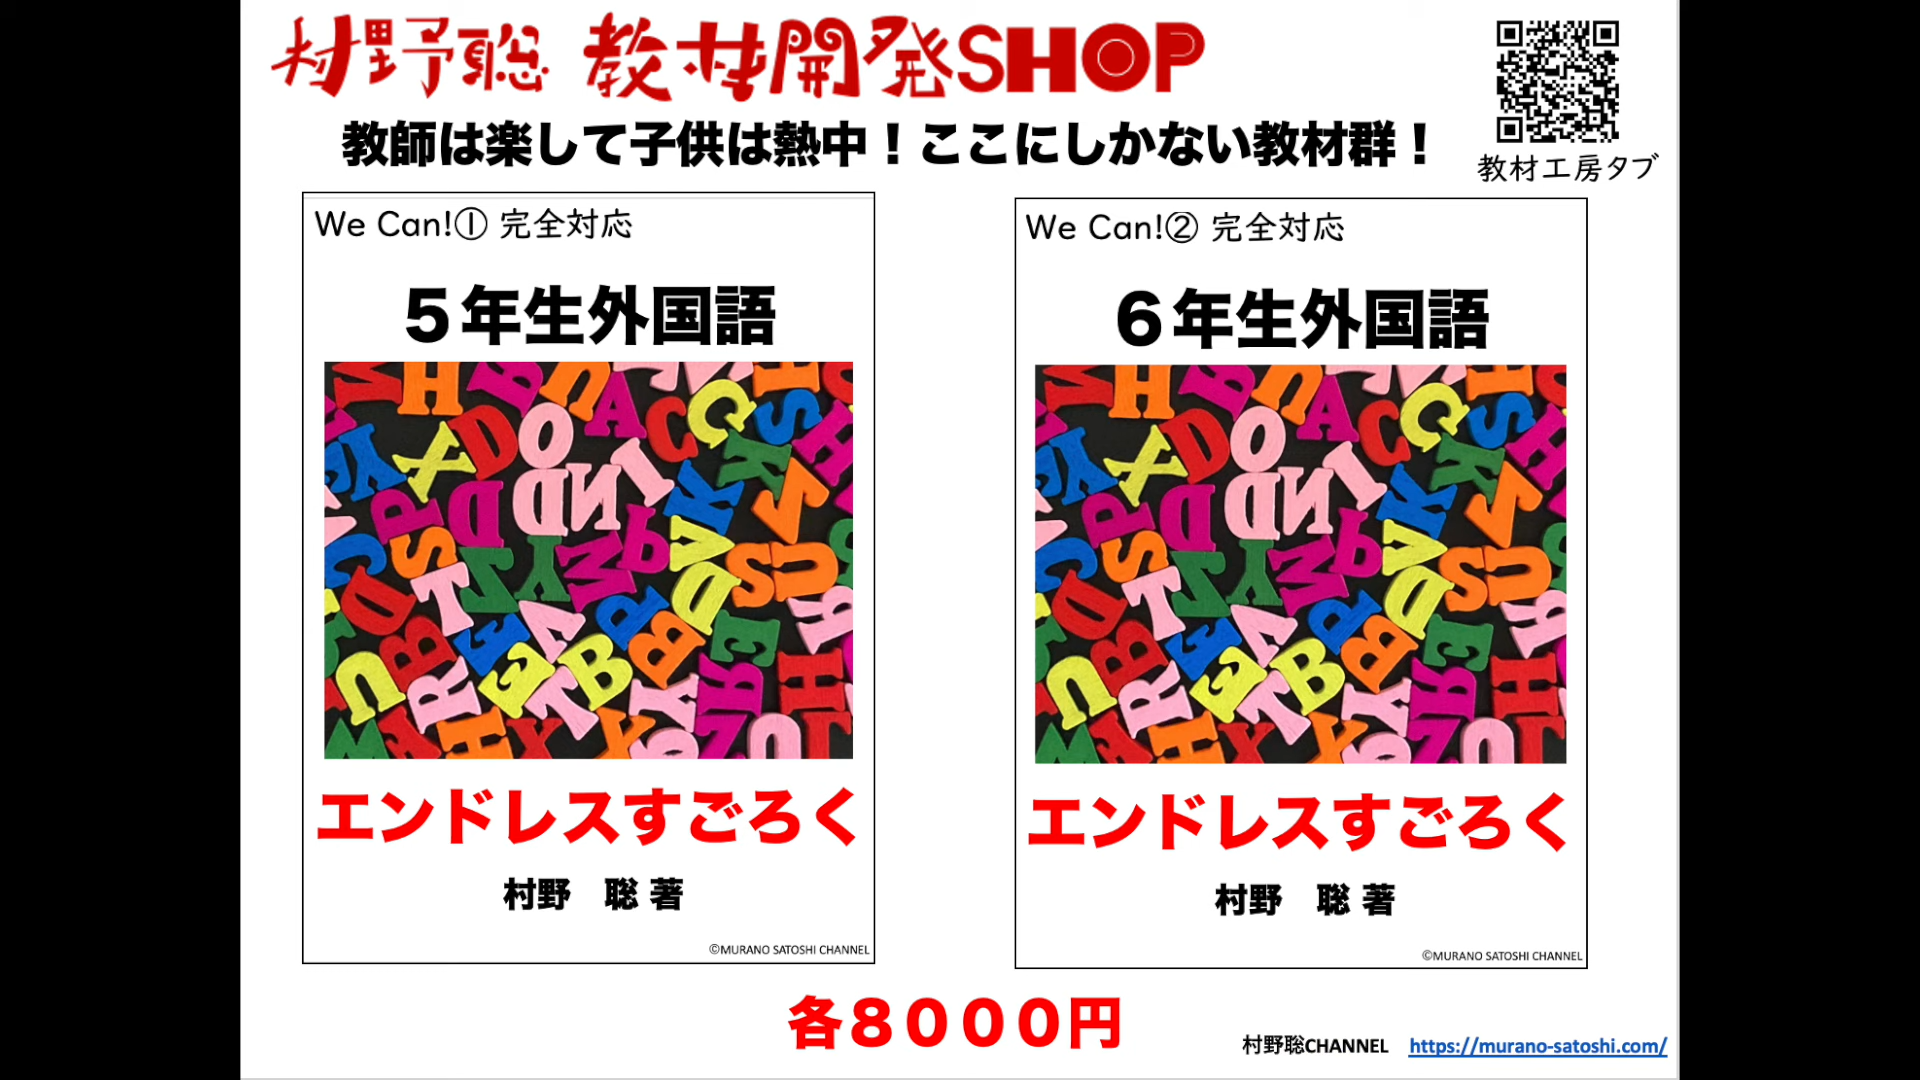 村野聡 教材開発SHOP
教師は楽して子供は熱中！ここにしかない教材群！
教材工房タブ
We Can!① 完全対応
５年生外国語
エンドレスすごろく
村野　聡 著
©MURANO SATOSHI CHANNEL
We Can!② 完全対応
６年生外国語
エンドレスすごろく
村野　聡 著
©MURANO SATOSHI CHANNEL
各８０００円
村野聡CHANNEL https://murano-satoshi.com/